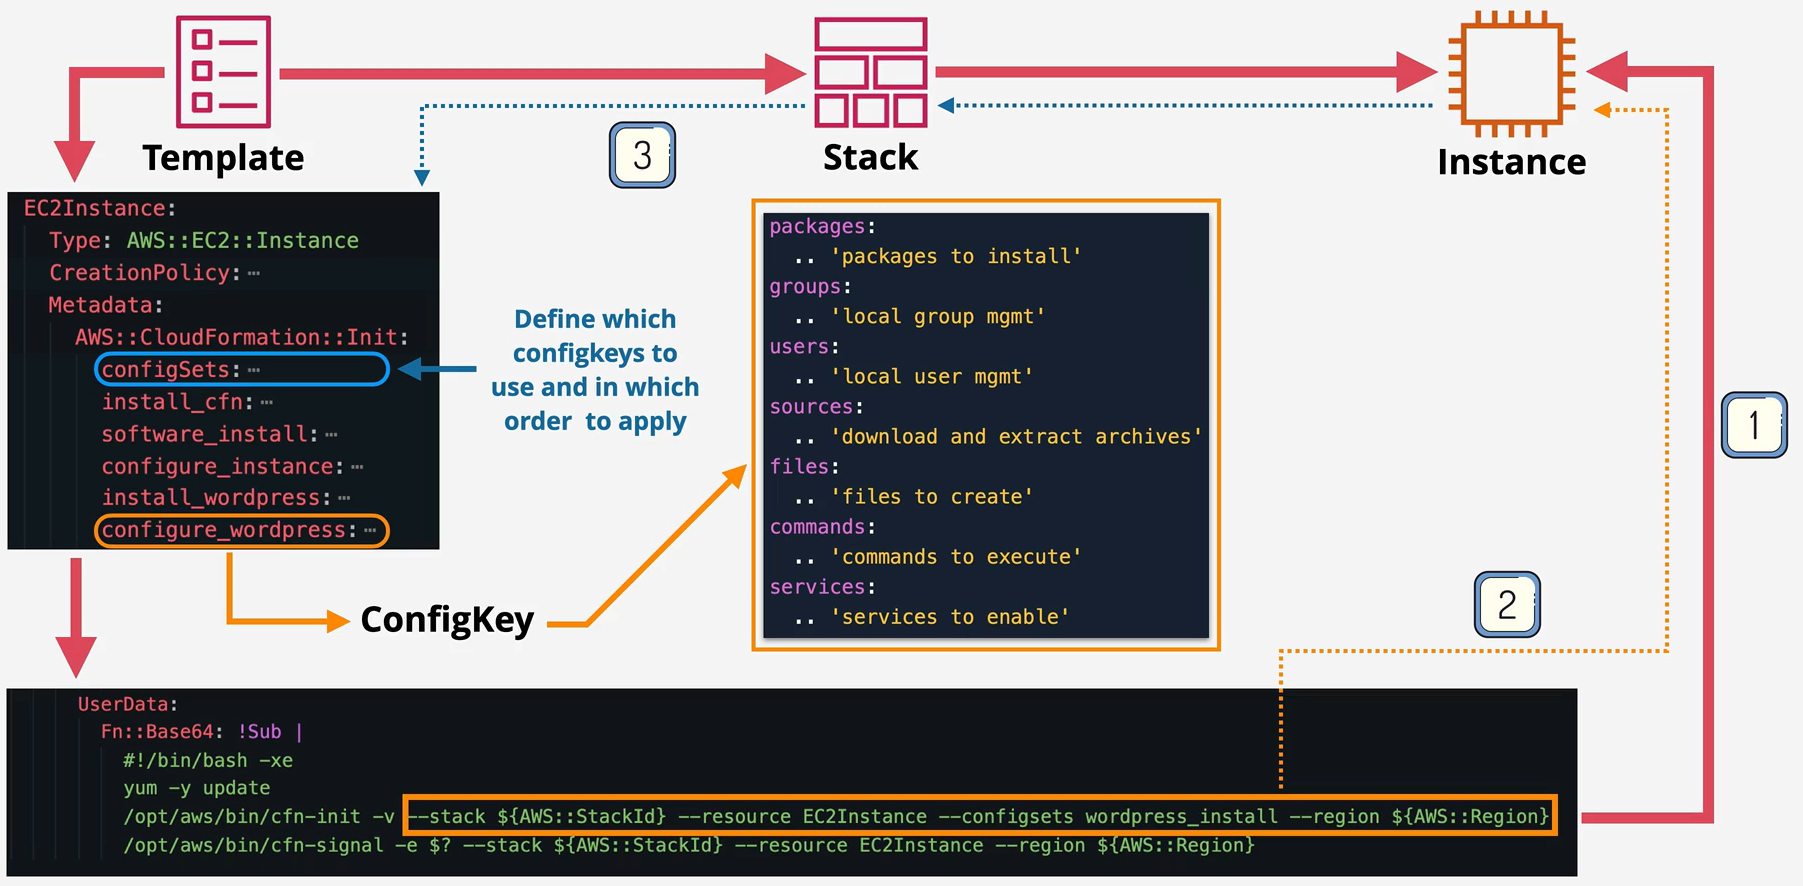 Template
Stack
Instance
3
EC2Instance:
Type: AWS::EC2::Instance
CreationPolicy: ⋯
Metadata:
AWS::CloudFormation::Init:
configSets: ⋯
install_cfn: ⋯
software_install: ⋯
configure_instance: ⋯
install_wordpress: ⋯
configure_wordpress: ⋯
Define which
configkeys to
use and in which
order to apply
packages:
.. 'packages to install'
groups:
.. 'local group mgmt'
users:
.. 'local user mgmt'
sources:
.. 'download and extract archives'
files:
.. 'files to create'
commands:
.. 'commands to execute'
services:
.. 'services to enable'
1
2
ConfigKey
UserData:
Fn::Base64: !Sub |
#!/bin/bash -xe
yum -y update
/opt/aws/bin/cfn-init -v --stack ${AWS::StackId} --resource EC2Instance --configsets wordpress_install --region ${AWS::Region}
/opt/aws/bin/cfn-signal -e $? --stack ${AWS::StackId} --resource EC2Instance --region ${AWS::Region}